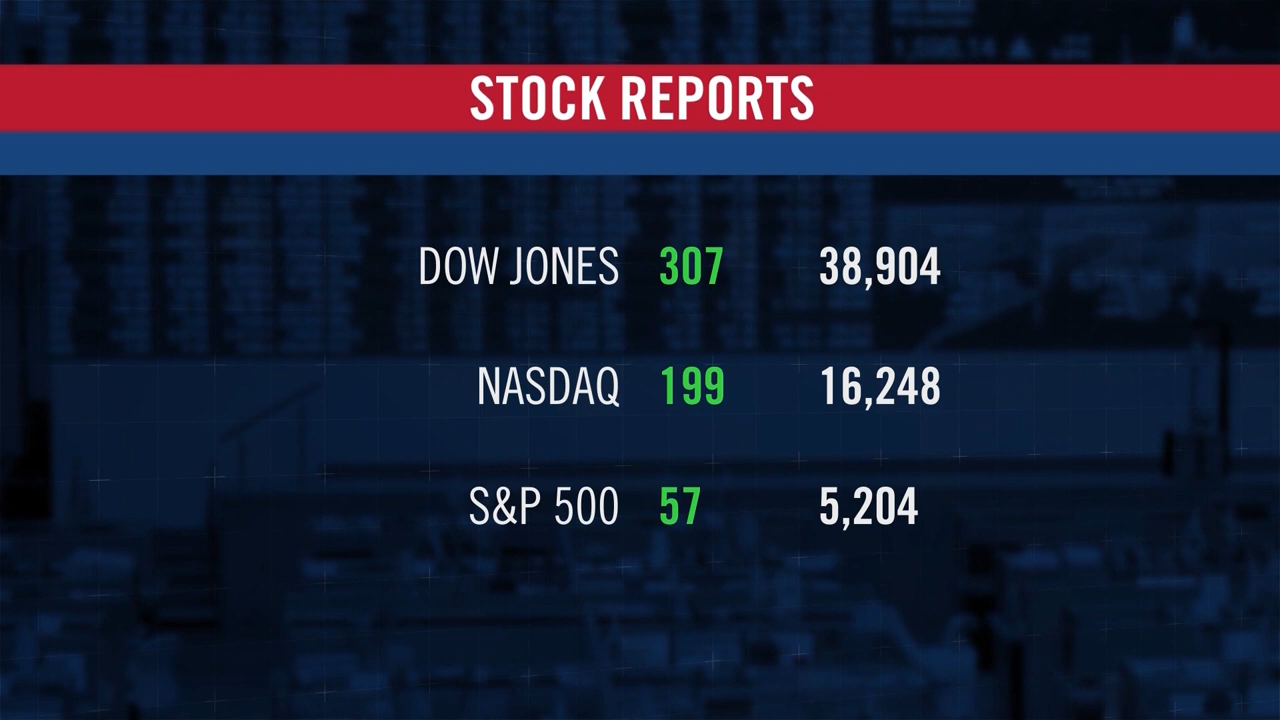 STOCK REPORTS
DOW JONES 307 38,904
NASDAQ 199 16,248
S&P 500 57 5,204